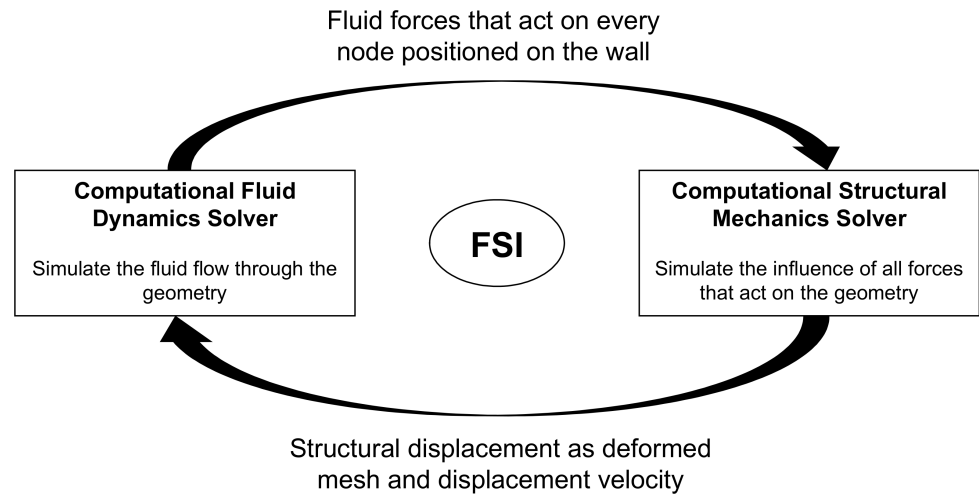 Fluid forces that act on every
node positioned on the wall
Computational Fluid
Dynamics Solver
Simulate the fluid flow through the
geometry
FSI
Computational Structural
Mechanics Solver
Simulate the influence of all forces
that act on the geometry
Structural displacement as deformed
mesh and displacement velocity